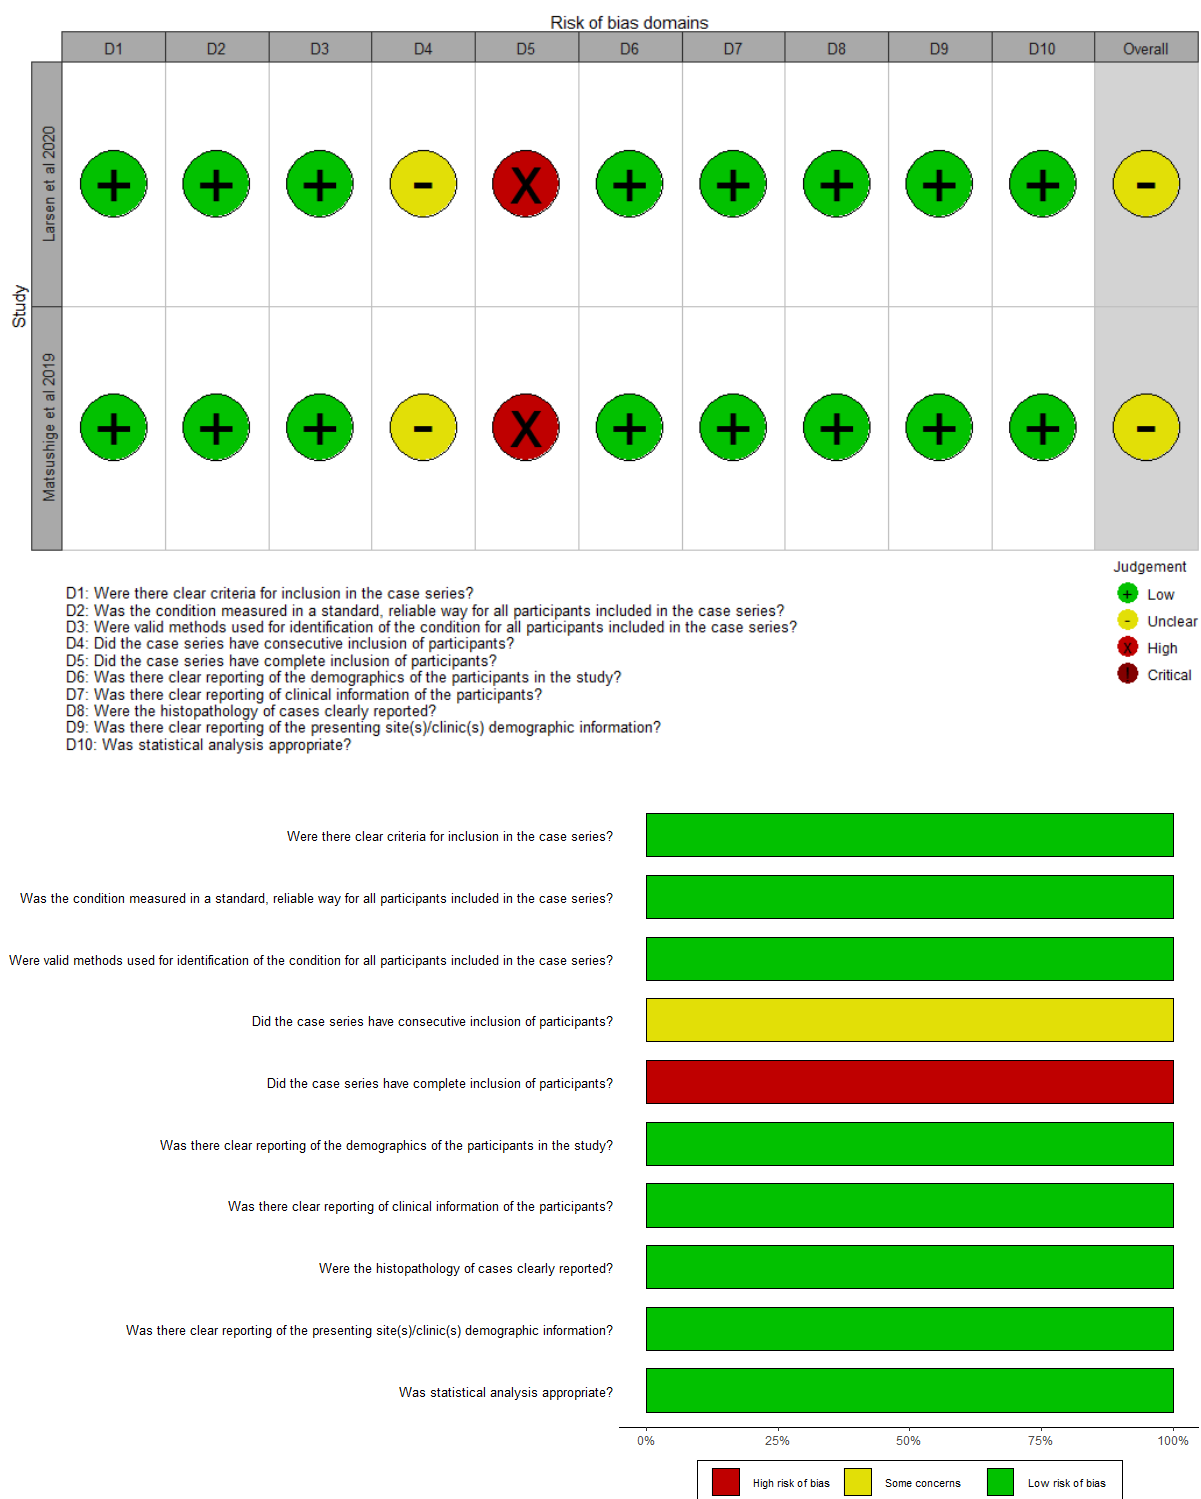 Risk of bias domains
D1 D2 D3 D4 D5 D6 D7 D8 D9 D10 Overall
Study
Larsen et al 2020
+ + + - X + + + + + -
Matsushige et al 2019
+ + + - X + + + + + -
Judgement
+ Low
- Unclear
X High
! Critical
D1: Were there clear criteria for inclusion in the case series?
D2: Was the condition measured in a standard, reliable way for all participants included in the case series?
D3: Were valid methods used for identification of the condition for all participants included in the case series?
D4: Did the case series have consecutive inclusion of participants?
D5: Did the case series have complete inclusion of participants?
D6: Was there clear reporting of the demographics of the participants in the study?
D7: Was there clear reporting of clinical information of the participants?
D8: Were the histopathology of cases clearly reported?
D9: Was there clear reporting of the presenting site(s)/clinic(s) demographic information?
D10: Was statistical analysis appropriate?
Were there clear criteria for inclusion in the case series?
Was the condition measured in a standard, reliable way for all participants included in the case series?
Were valid methods used for identification of the condition for all participants included in the case series?
Did the case series have consecutive inclusion of participants?
Did the case series have complete inclusion of participants?
Was there clear reporting of the demographics of the participants in the study?
Was there clear reporting of clinical information of the participants?
Were the histopathology of cases clearly reported?
Was there clear reporting of the presenting site(s)/clinic(s) demographic information?
Was statistical analysis appropriate?
0% 25% 50% 75% 100%
High risk of bias Some concerns Low risk of bias